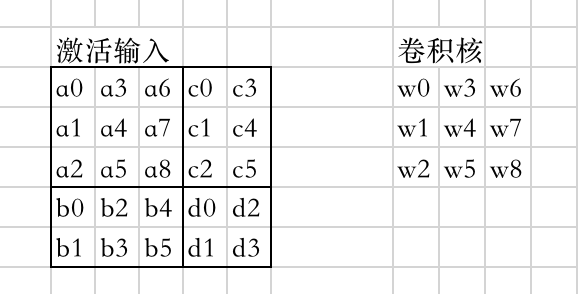 激活输入 卷积核
a0 a3 a6 c0 c3 w0 w3 w6
a1 a4 a7 c1 c4 w1 w4 w7
a2 a5 a8 c2 c5 w2 w5 w8
b0 b2 b4 d0 d2
b1 b3 b5 d1 d3